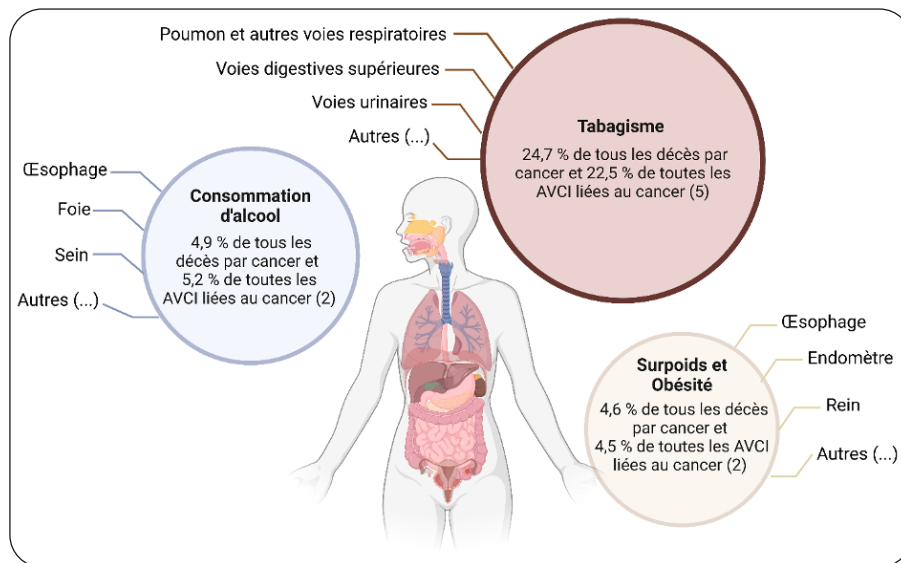 Poumon et autres voies respiratoires
Voies digestives supérieures
Voies urinaires
Autres (...)
Tabagisme
24,7 % de tous les décès par
cancer et 22,5 % de toutes les
AVCI liées au cancer (5)
Œsophage
Foie
Sein
Autres (...)
Consommation
d'alcool
4,9 % de tous les
décès par cancer et
5,2 % de toutes les
AVCI liées au cancer (2)
Surpoids et
Obésité
4,6 % de tous les décès
par cancer et
4,5 % de toutes les AVCI
liées au cancer (2)
Œsophage
Endomètre
Rein
Autres (...)